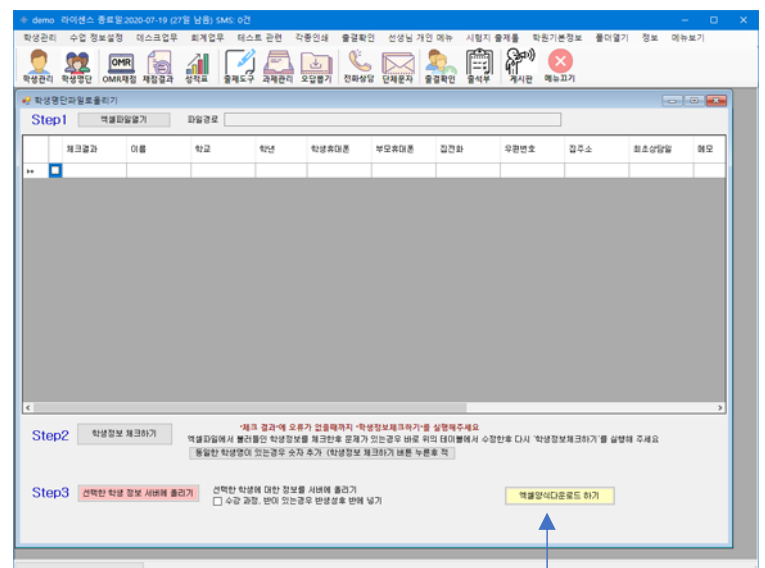 demo 라이센스 종료일:2020-07-19 (27일 남음) SMS: 0건
학생관리 수업 정보설정 데스크업무 회계업무 테스트 관련 각종인쇄 출결확인 선생님 개인 메뉴 시험지 출제툴 학원기본정보 폴더열기 정보 메뉴보기
OMR
학생관리 학생명단 OMR채점 채점결과 성적표 출제도구 과제관리 오답뽑기 전화상담 단체문자 출결확인 출석부 게시판 메뉴끄기
학생명단파일로올리기
Step1 엑셀파일열기 파일경로
체크결과 이름 학교 학년 학생휴대폰 부모휴대폰 집전화 우편번호 집주소 최초상담일 메모
Step2 학생정보 체크하기 "체크 결과"에 오류가 없을때까지 "학생정보체크하기"를 실행해주세요
엑셀파일에서 불러들인 학생정보를 체크한후 문제가 있는경우 바로 위의 테이블에서 수정한후 다시 '학생정보체크하기'를 실행해 주세요
동일한 학생명이 있는경우 숫자 추가 (학생정보 체크하기 버튼 누른후 적
Step3 선택한 학생 정보 서버에 올리기 선택한 학생에 대한 정보를 서버에 올리기
수강 과정, 반이 있는경우 반생성후 반에 넣기
엑셀양식다운로드 하기